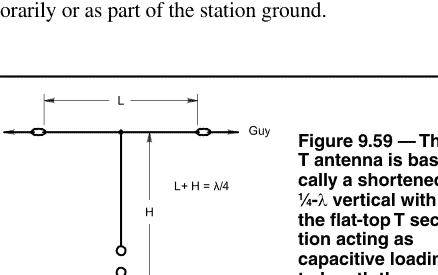 orarily or as part of the station ground.
L
Guy
L+ H = λ/4
H
Figure 9.59 — Th
T antenna is bas
cally a shortened
¼-λ vertical with
the flat-top T sec
tion acting as
capacitive loadin